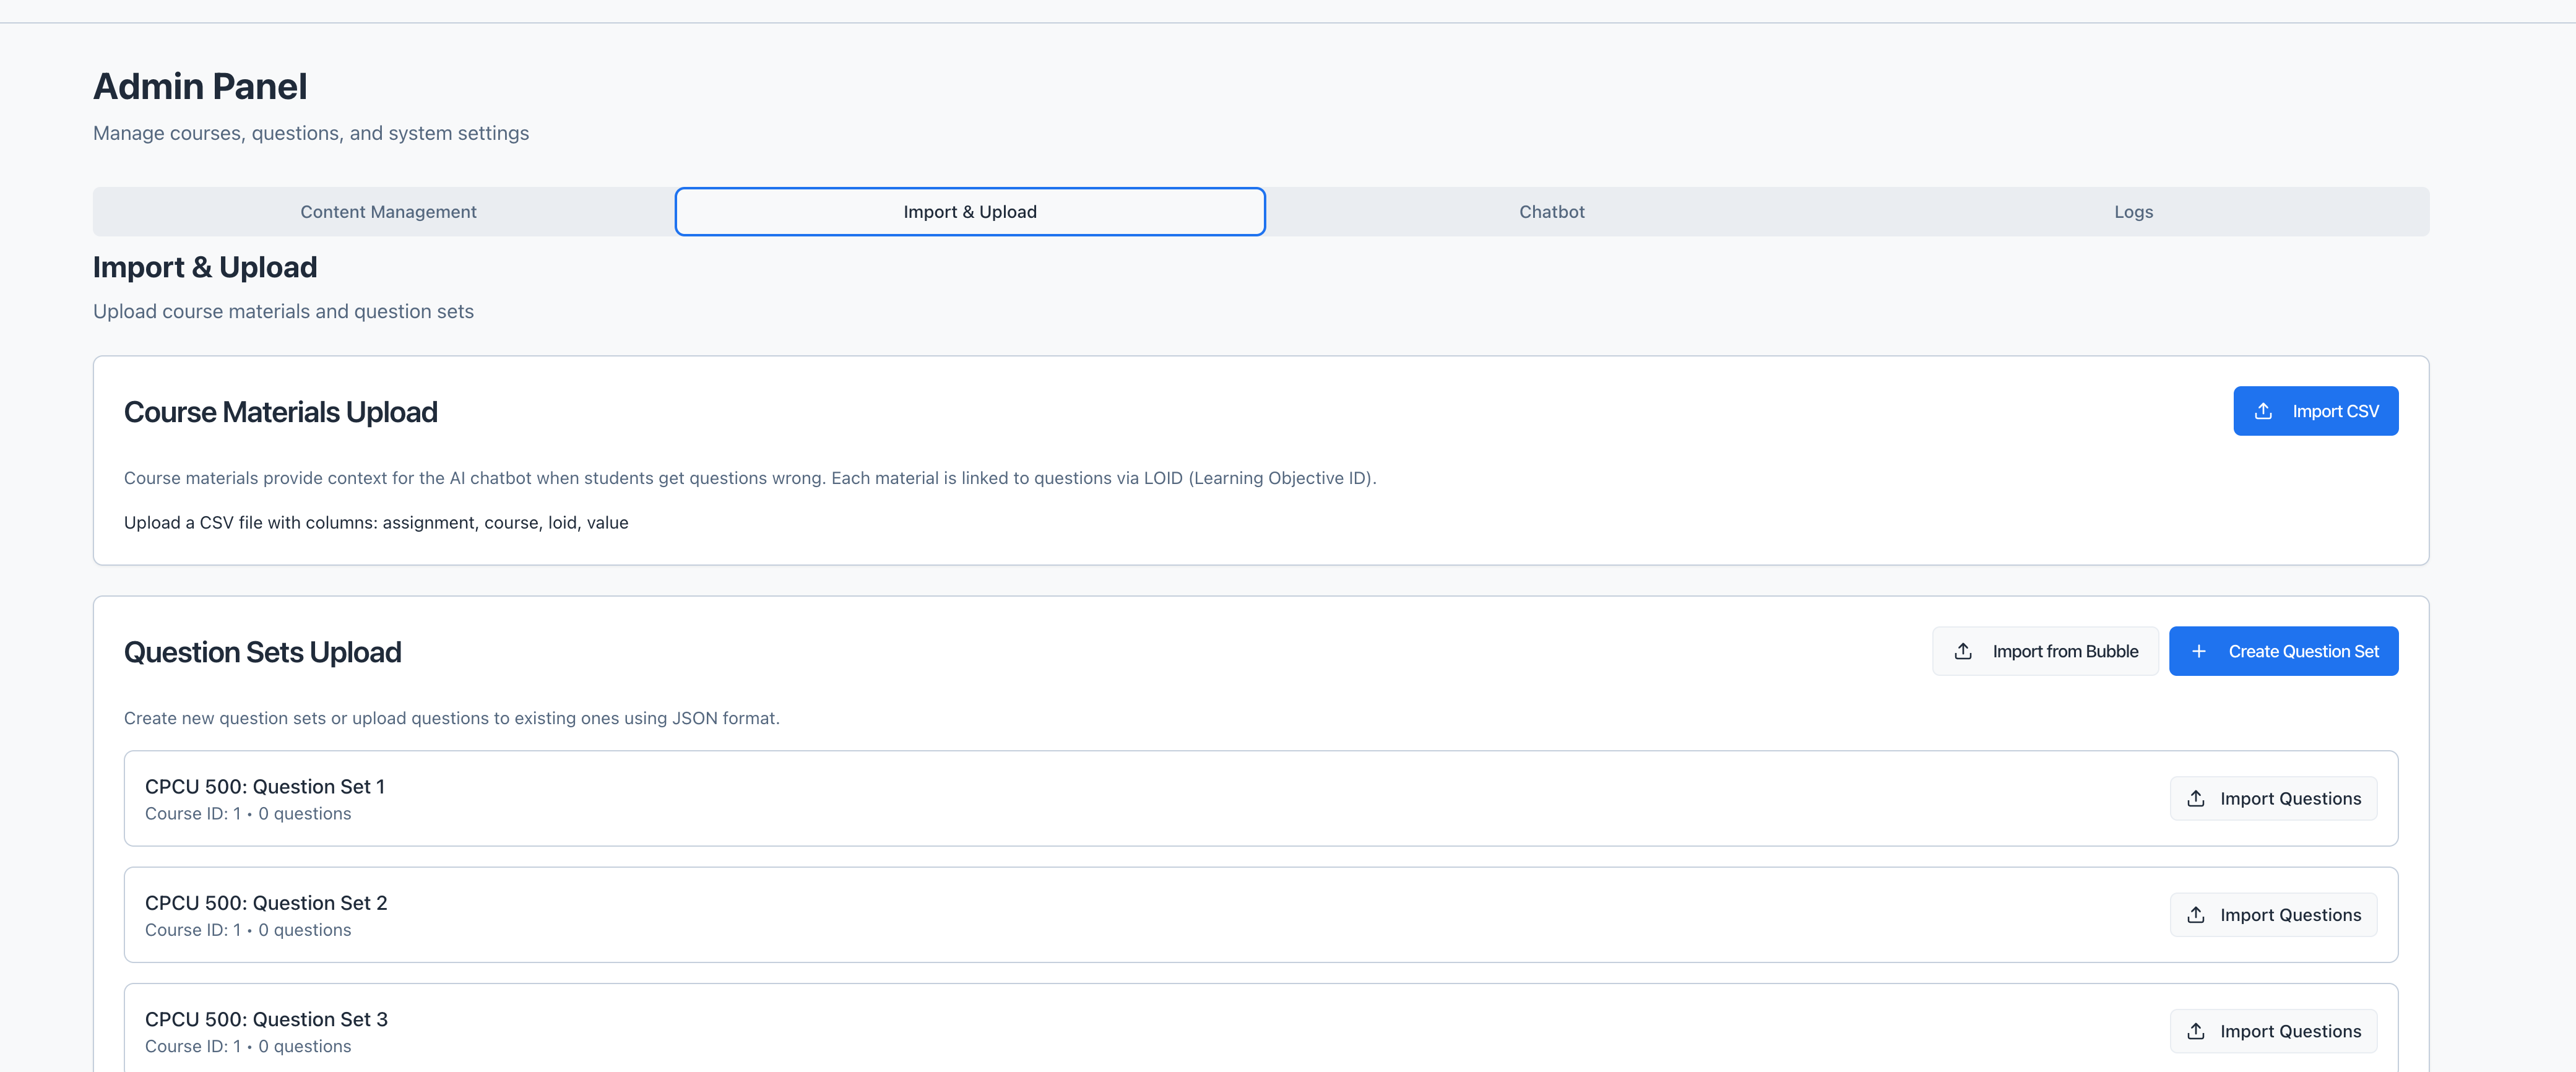 Admin Panel
Manage courses, questions, and system settings
Content Management
Import & Upload
Chatbot
Logs
Import & Upload
Upload course materials and question sets
Course Materials Upload
Import CSV
Course materials provide context for the AI chatbot when students get questions wrong. Each material is linked to questions via LOID (Learning Objective ID).
Upload a CSV file with columns: assignment, course, loid, value
Question Sets Upload
Import from Bubble
Create Question Set
Create new question sets or upload questions to existing ones using JSON format.
CPCU 500: Question Set 1
Course ID: 1 • 0 questions
Import Questions
CPCU 500: Question Set 2
Course ID: 1 • 0 questions
Import Questions
CPCU 500: Question Set 3
Course ID: 1 • 0 questions
Import Questions